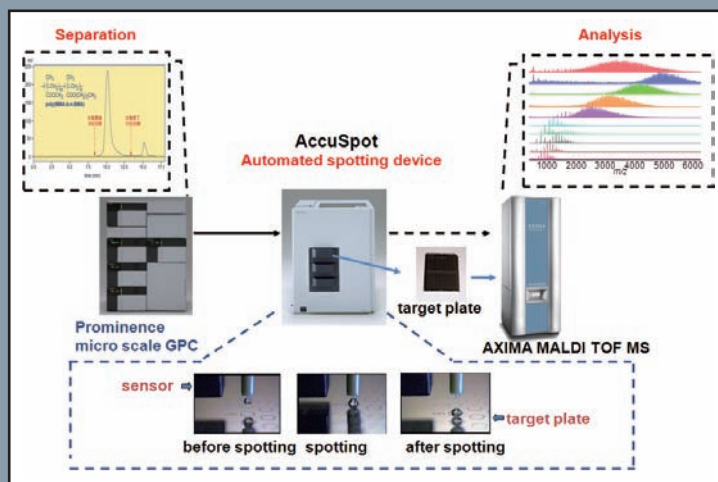 Separation
Analysis
AccuSpot
Automated spotting device
1000 2000 3000 4000 5000 6000
m/z
target plate
Prominence
micro scale GPC
AXIMA MALDI TOF MS
sensor
target plate
before spotting
spotting
after spotting